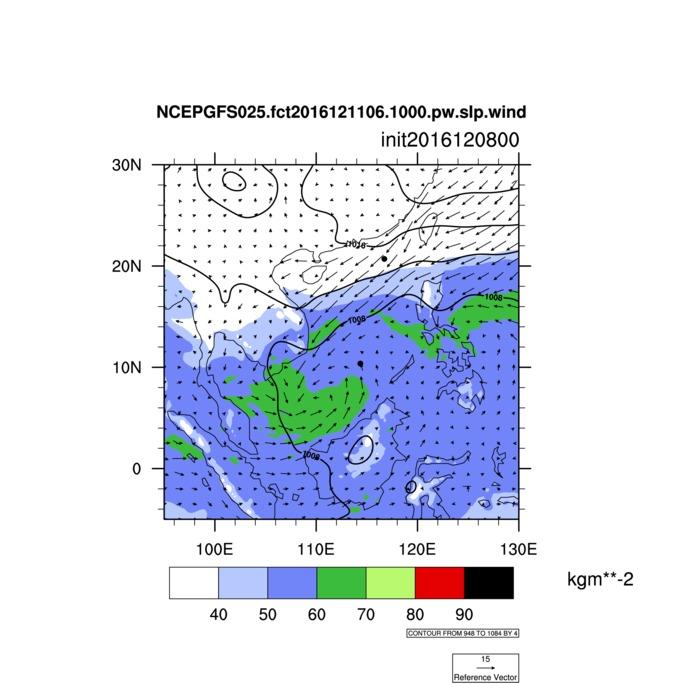 NCEPGFS025.fct2016121106.1000.pw.slp.wind
init2016120800
30N
1016
20N
1008
1008
10N
1008
0
100E 110E 120E 130E
kgm**-2
40 50 60 70 80 90
CONTOUR FROM 948 TO 1084 BY 4
15
Reference Vector